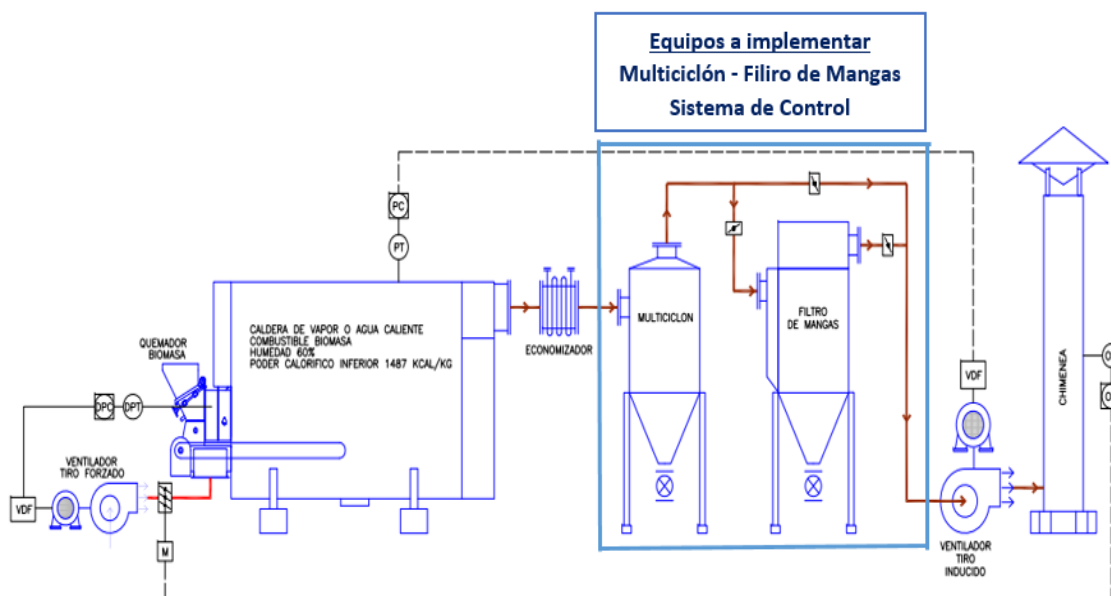 Equipos a implementar
Multiciclón - Filiro de Mangas
Sistema de Control
PC
PT
CALDERA DE VAPOR O AGUA CALIENTE
COMBUSTIBLE BIOMASA
HUMEDAD 60%
PODER CALORIFICO INFERIOR 1487 KCAL/KG
QUEMADOR
BIOMASA
ECONOMIZADOR
MULTICICLON
FILTRO
DE MANGAS
CHIMENEA
VDF
DPC
DPT
VENTILADOR
TIRO FORZADO
VDF
M
VENTILADOR
TIRO
INDUCIDO